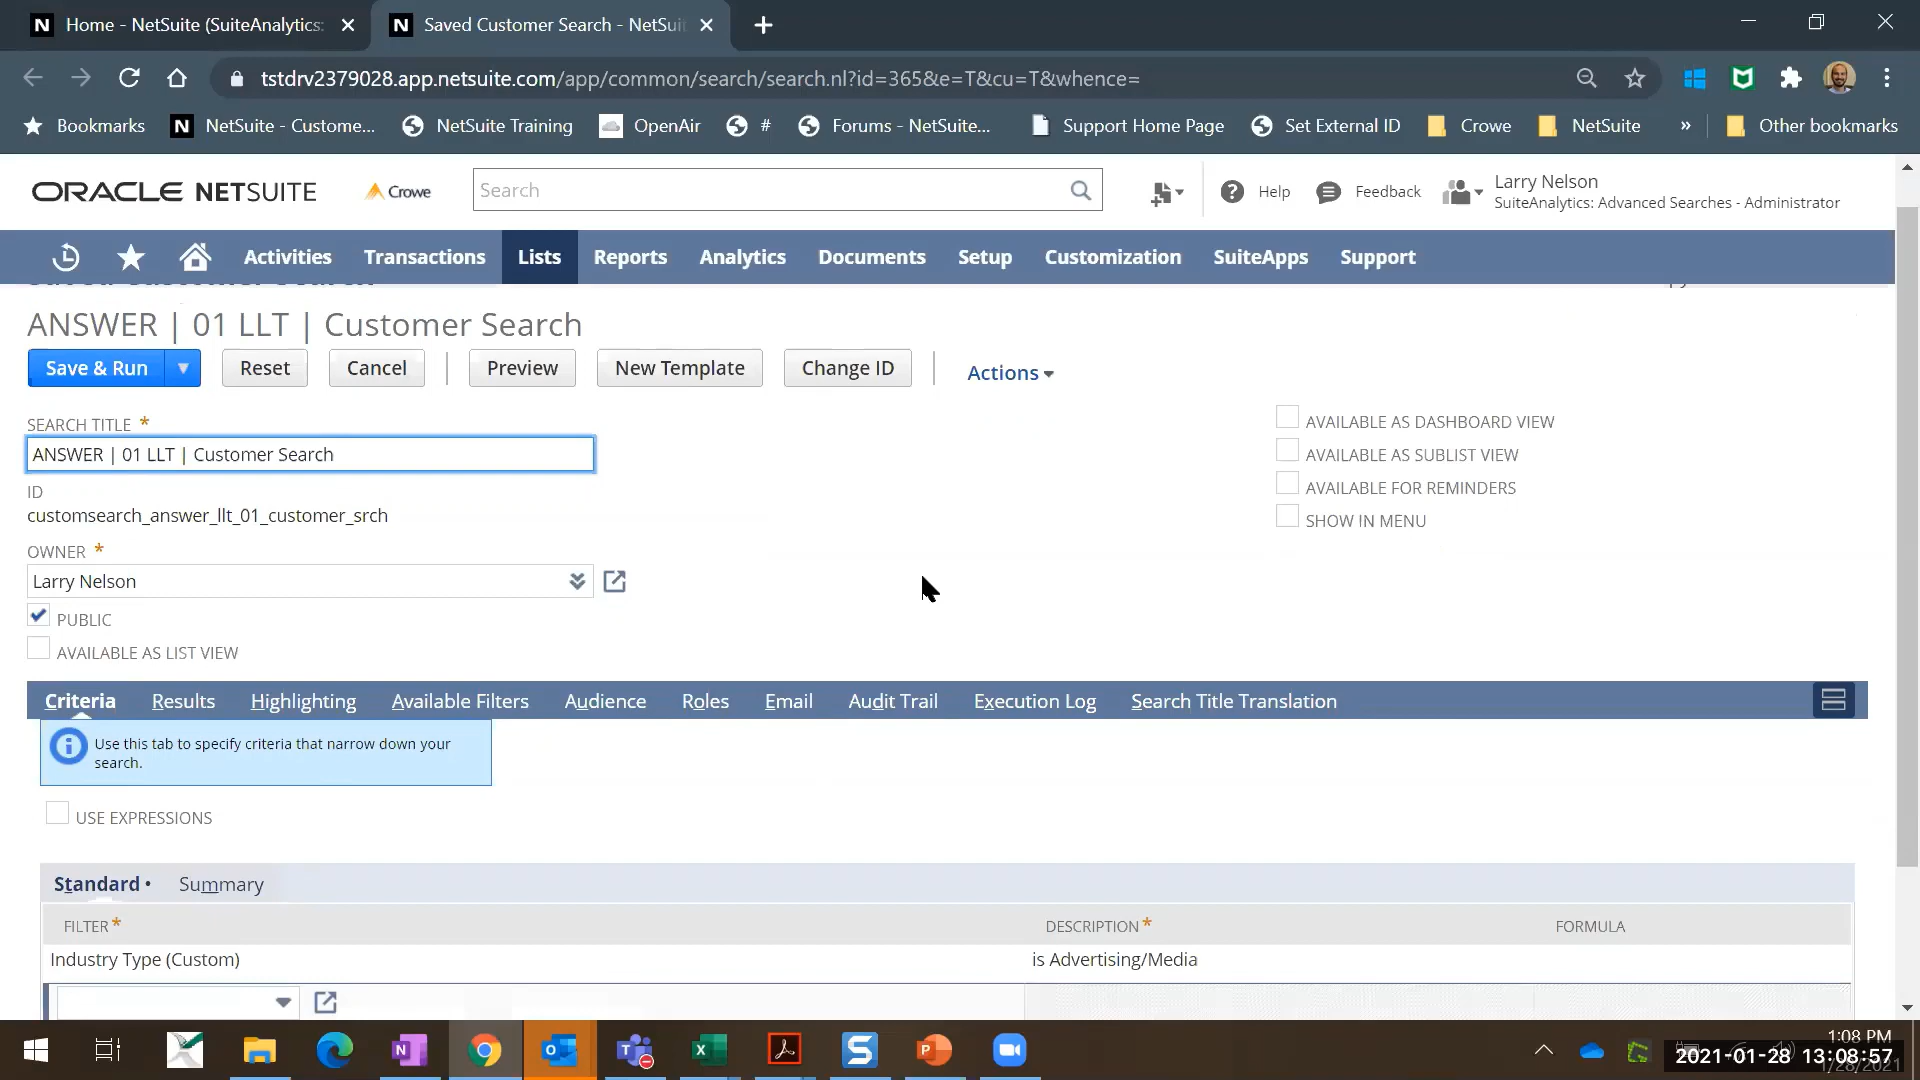 Home - NetSuite (SuiteAnalytics:
Saved Customer Search - NetSui
tstdrv2379028.app.netsuite.com/app/common/search/search.nl?id=365&e=T&cu=T&whence=
Bookmarks
NetSuite - Custome...
NetSuite Training
OpenAir
#
Forums - NetSuite...
Support Home Page
Set External ID
Crowe
NetSuite
»
Other bookmarks
ORACLE NETSUITE
Crowe
Search
Help
Feedback
Larry Nelson
SuiteAnalytics: Advanced Searches - Administrator
Activities
Transactions
Lists
Reports
Analytics
Documents
Setup
Customization
SuiteApps
Support
ANSWER | 01 LLT | Customer Search
Save & Run
Reset
Cancel
Preview
New Template
Change ID
Actions
SEARCH TITLE *
ANSWER | 01 LLT | Customer Search
ID
customsearch_answer_llt_01_customer_srch
OWNER *
Larry Nelson
PUBLIC
AVAILABLE AS LIST VIEW
AVAILABLE AS DASHBOARD VIEW
AVAILABLE AS SUBLIST VIEW
AVAILABLE FOR REMINDERS
SHOW IN MENU
Criteria
Results
Highlighting
Available Filters
Audience
Roles
Email
Audit Trail
Execution Log
Search Title Translation
Use this tab to specify criteria that narrow down your
search.
USE EXPRESSIONS
Standard •
Summary
FILTER *
DESCRIPTION *
FORMULA
Industry Type (Custom)
is Advertising/Media
1:08 PM
2021-01-28 13:08:57